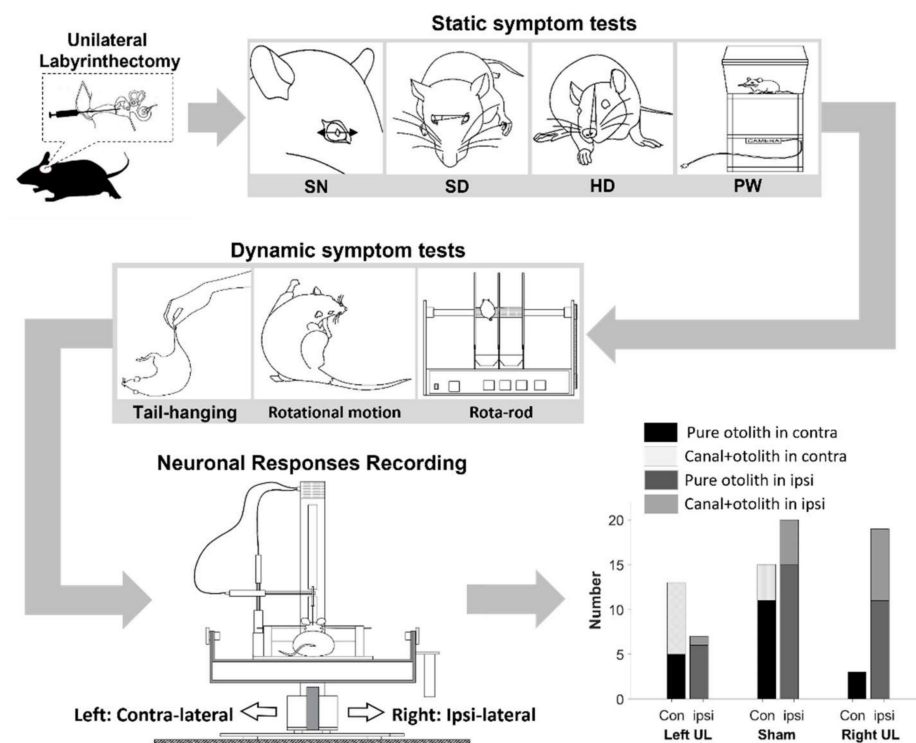 Static symptom tests
Unilateral
Labyrinthectomy
SN
SD
HD
CAMERA
PW
Dynamic symptom tests
Tail-hanging
Rotational motion
Rota-rod
Neuronal Responses Recording
Left: Contra-lateral
Right: Ipsi-lateral
Pure otolith in contra
Canal+otolith in contra
Pure otolith in ipsi
Canal+otolith in ipsi
Number
20
15
10
5
0
Con ipsi Con ipsi Con ipsi
Left UL Sham Right UL